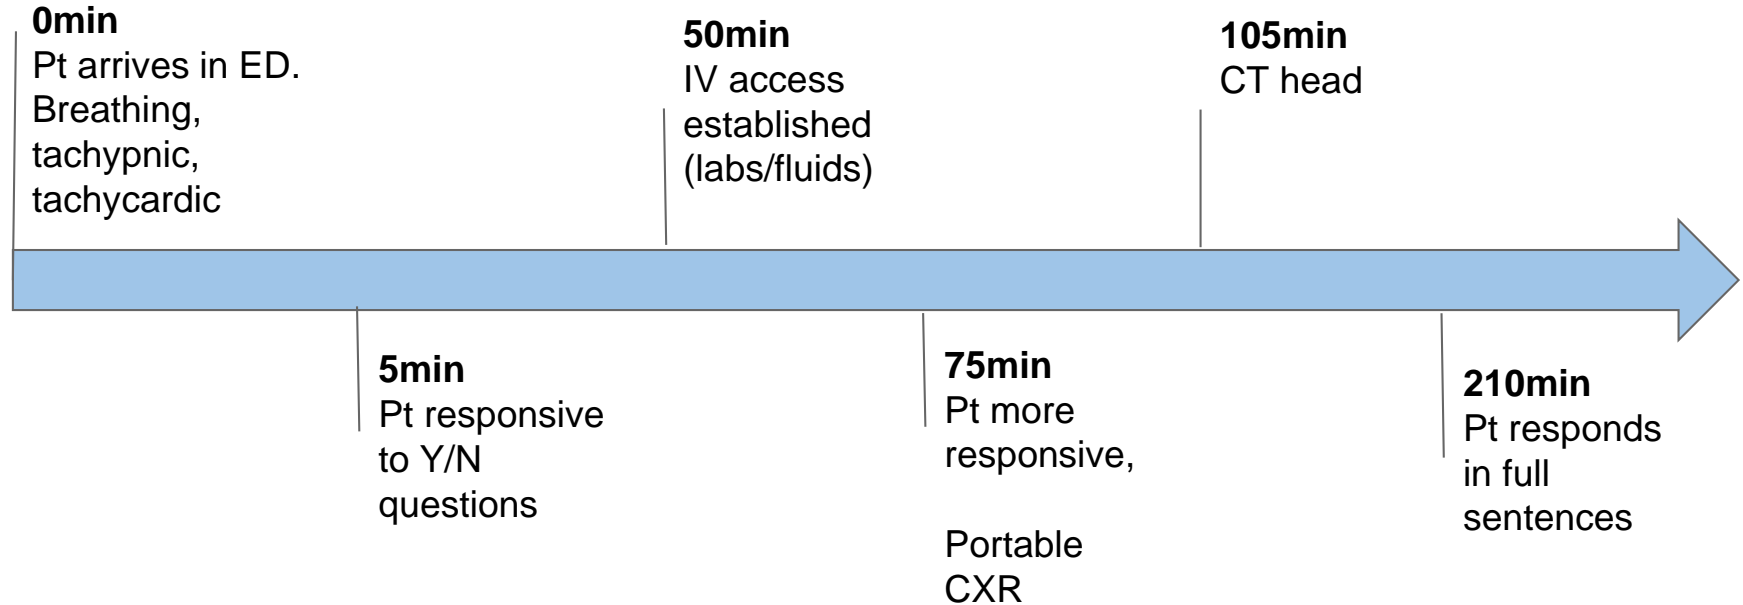 0min
Pt arrives in ED.
Breathing,
tachypnic,
tachycardic
5min
Pt responsive
to Y/N
questions
50min
IV access
established
(labs/fluids)
75min
Pt more
responsive,
Portable
CXR
105min
CT head
210min
Pt responds
in full
sentences